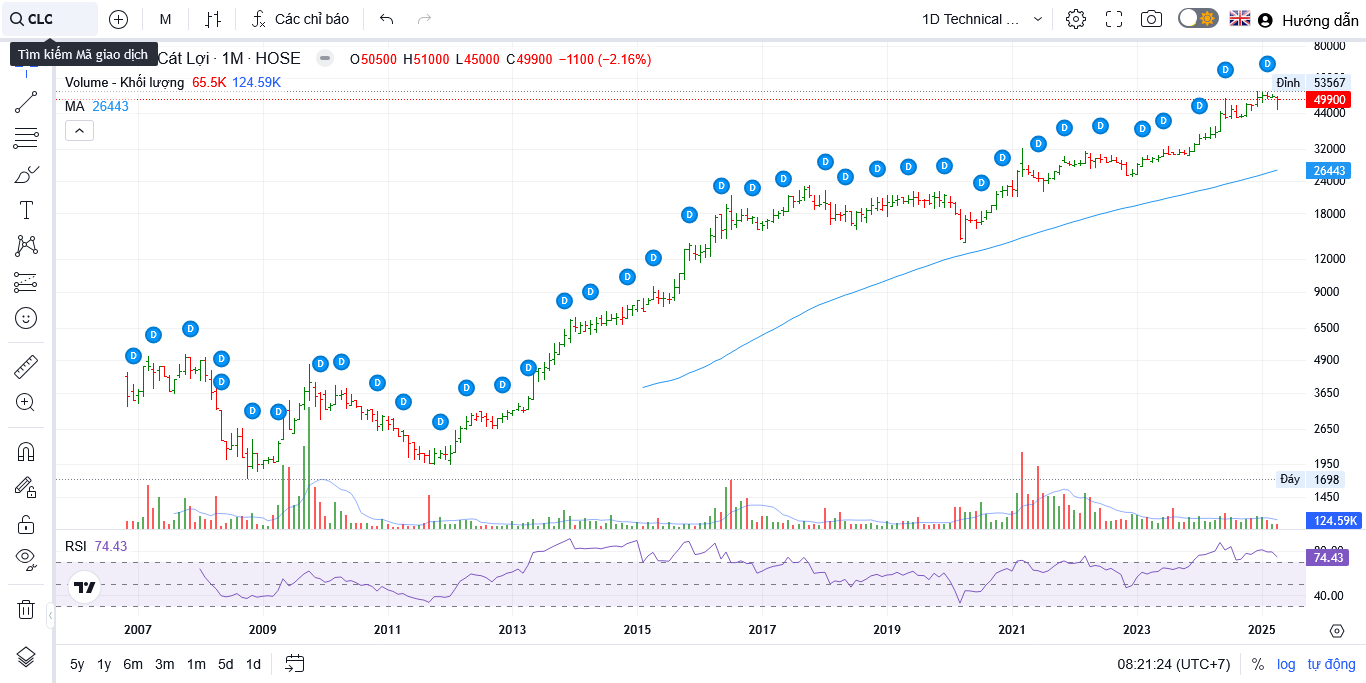 CLC
M
Các chỉ báo
1D Technical ...
Hướng dẫn
Tìm kiếm Mã giao dịch
Cát Lợi · 1M · HOSE
O50500 H51000 L45000 C49900 −1100 (−2.16%)
Volume - Khối lượng 65.5K 124.59K
MA 26443
80000
Đỉnh 53567
49900
44000
32000
26443
24000
18000
12000
9000
6500
4900
3650
2650
1950
Đáy 1698
1450
124.59K
D D D D D D D D D D D D D D D D D D D D D D D D D D D D D D D D D D D D D D D D D
RSI 74.43
74.43
40.00
2007 2009 2011 2013 2015 2017 2019 2021 2023 2025
5y 1y 6m 3m 1m 5d 1d
08:21:24 (UTC+7)
% log tự động